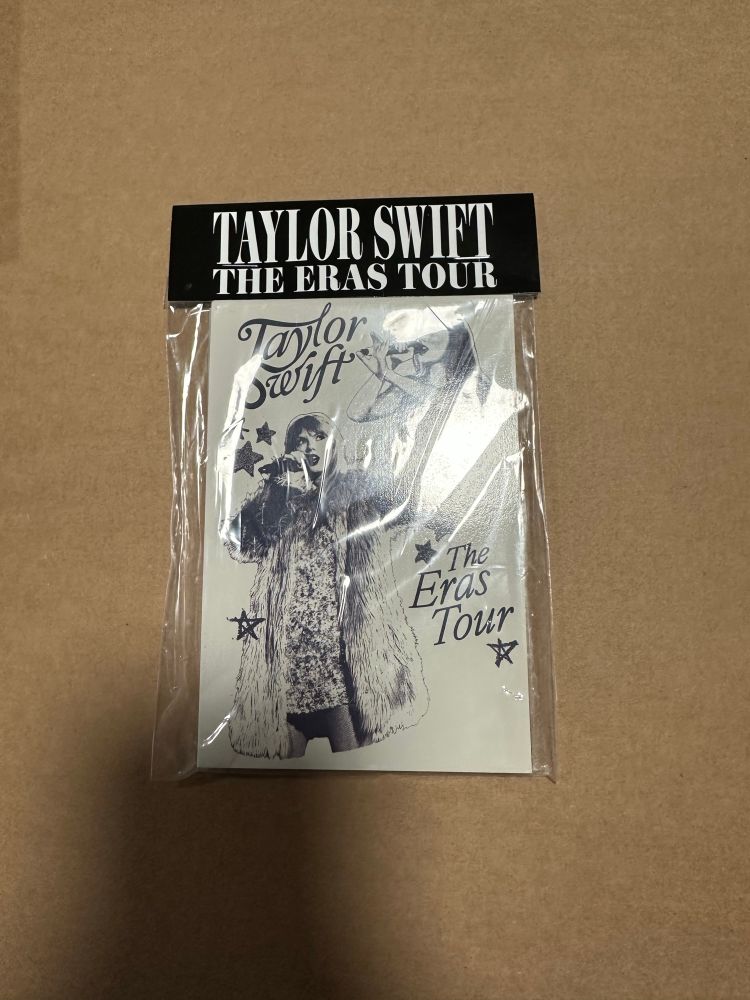 TAYLOR SWIFT
THE ERAS TOUR
Taylor
Swift
The
Eras
Tour